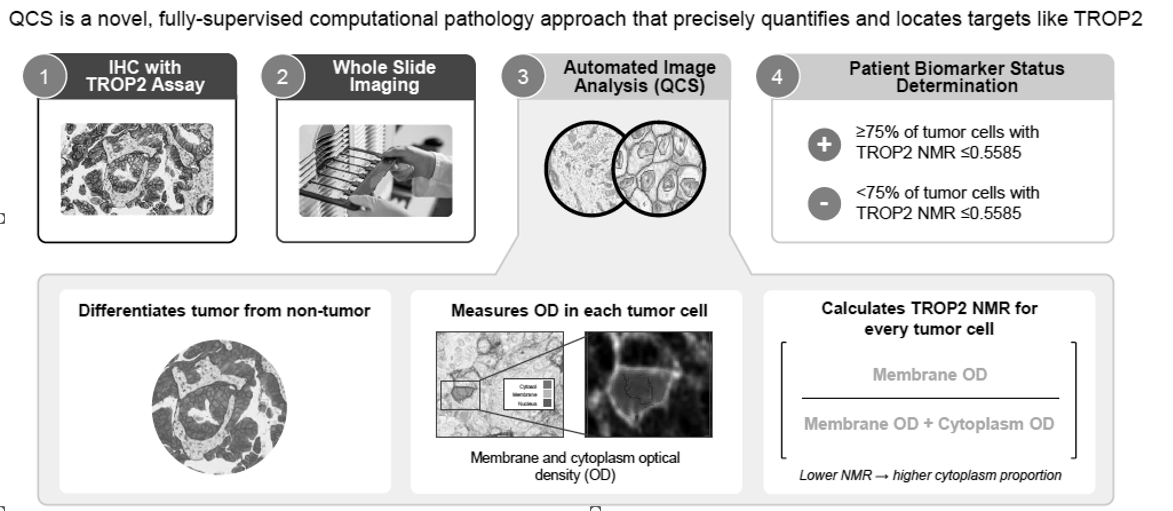 QCS is a novel, fully-supervised computational pathology approach that precisely quantifies and locates targets like TROP2
1
IHC with
TROP2 Assay
2
Whole Slide
Imaging
3
Automated Image
Analysis (QCS)
4
Patient Biomarker Status
Determination
+
≥75% of tumor cells with
TROP2 NMR ≤0.5585
-
<75% of tumor cells with
TROP2 NMR ≤0.5585
Differentiates tumor from non-tumor
Measures OD in each tumor cell
Cytosol
Membrane
Nucleus
Membrane and cytoplasm optical
density (OD)
Calculates TROP2 NMR for
every tumor cell
Membrane OD
Membrane OD + Cytoplasm OD
Lower NMR → higher cytoplasm proportion